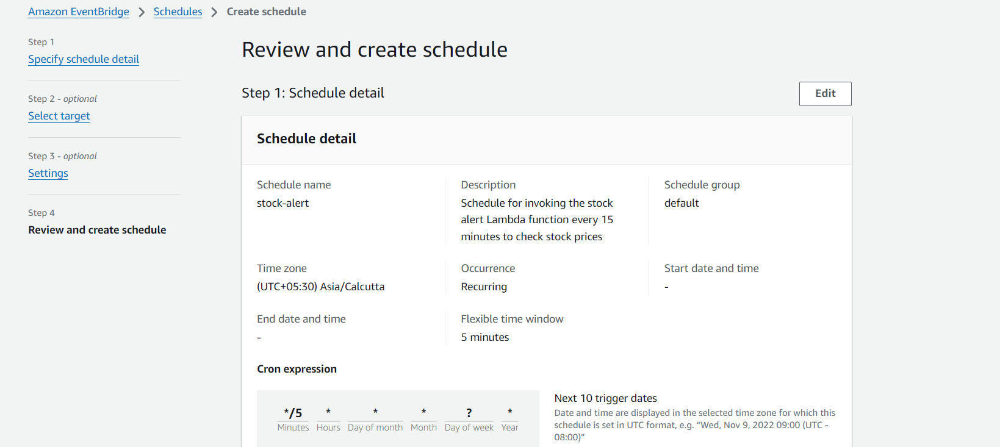 Amazon EventBridge > Schedules > Create schedule
Step 1
Specify schedule detail
Step 2 - optional
Select target
Step 3 - optional
Settings
Step 4
Review and create schedule
Review and create schedule
Step 1: Schedule detail
Edit
Schedule detail
Schedule name
stock-alert
Description
Schedule for invoking the stock
alert Lambda function every 15
minutes to check stock prices
Schedule group
default
Time zone
(UTC+05:30) Asia/Calcutta
Occurrence
Recurring
Start date and time
-
End date and time
-
Flexible time window
5 minutes
Cron expression
*/5 * * * ? *
Minutes Hours Day of month Month Day of week Year
Next 10 trigger dates
Date and time are displayed in the selected time zone for which this
schedule is set in UTC format, e.g. “Wed, Nov 9, 2022 09:00 (UTC -
08:00)”